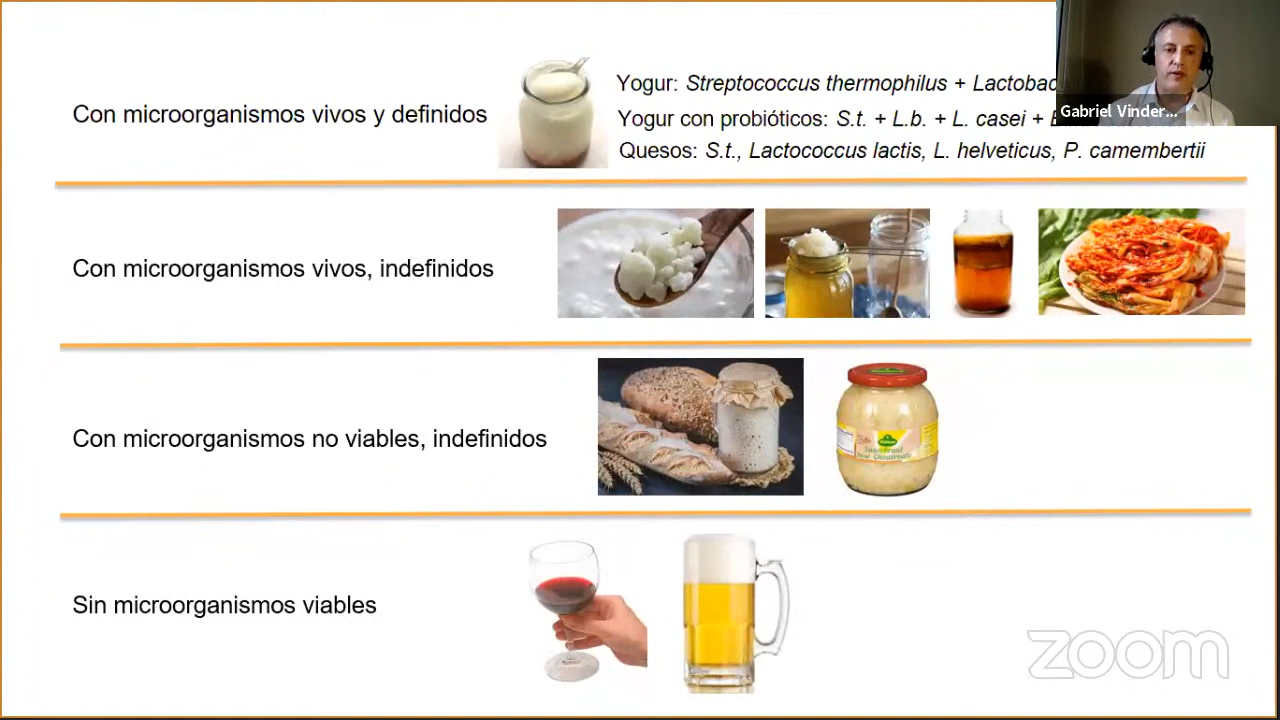 Con microorganismos vivos y definidos
Yogur: Streptococcus thermophilus + Lactobac
Yogur con probióticos: S.t. + L.b. + L. casei +
Quesos: S.t., Lactococcus lactis, L. helveticus, P. camembertii
Gabriel Vinder...
Con microorganismos vivos, indefinidos
Con microorganismos no viables, indefinidos
Sin microorganismos viables
zoom